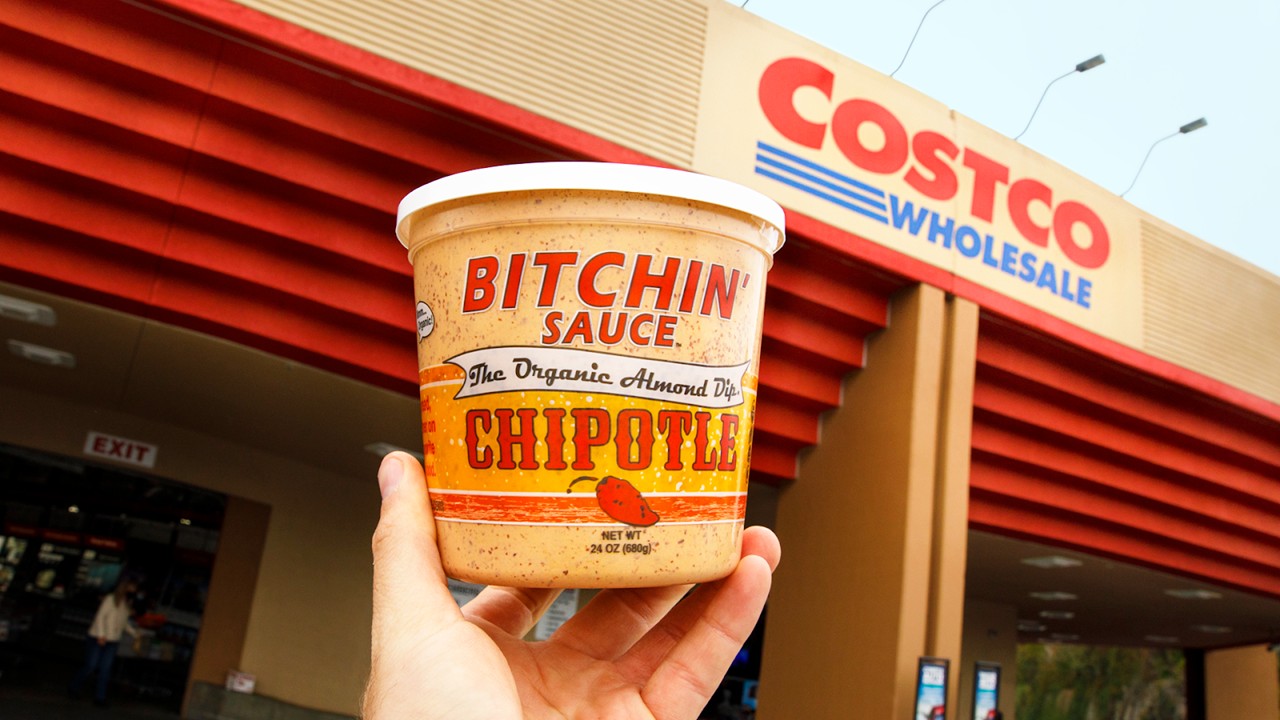 COSTCO
WHOLESALE
BITCHIN'
SAUCE
The Organic Almond Dip.
CHIPOTLE
NET WT
24 OZ (680g)
EXIT